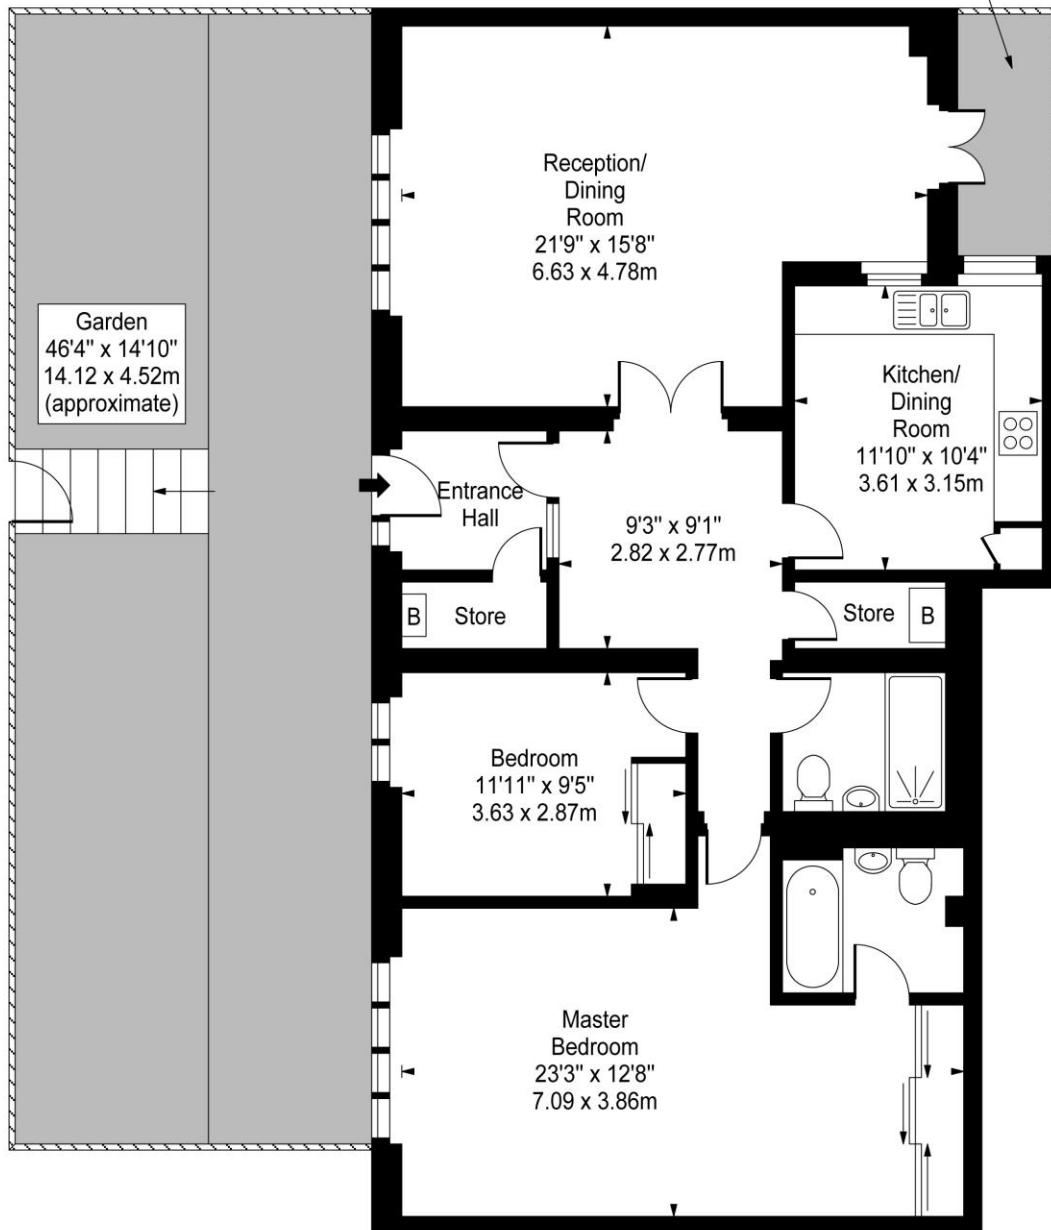 Reception/
Dining
Room
21'9" x 15'8"
6.63 x 4.78m
Garden
46'4" x 14'10"
14.12 x 4.52m
(approximate)
Kitchen/
Dining
Room
11'10" x 10'4"
3.61 x 3.15m
Entrance
Hall
9'3" x 9'1"
2.82 x 2.77m
B
Store
Store
B
Bedroom
11'11" x 9'5"
3.63 x 2.87m
Master
Bedroom
23'3" x 12'8"
7.09 x 3.86m